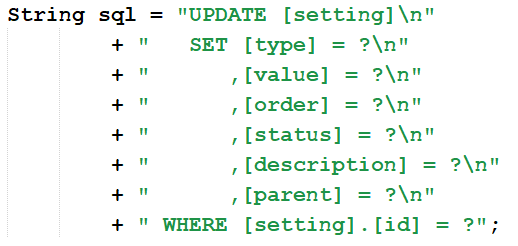 String sql = "UPDATE [setting]\n"
+ "   SET [type] = ?\n"
+ "      ,[value] = ?\n"
+ "      ,[order] = ?\n"
+ "      ,[status] = ?\n"
+ "      ,[description] = ?\n"
+ "      ,[parent] = ?\n"
+ " WHERE [setting].[id] = ?";